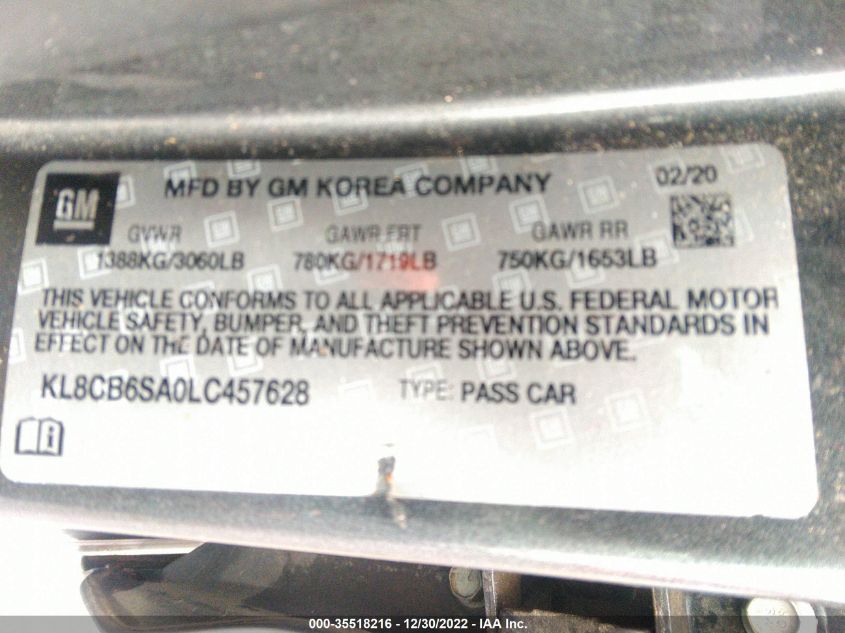 MFD BY GM KOREA COMPANY 02/20
GM
GVWR GAWR FRT GAWR RR
1388KG/3060LB 780KG/1719LB 750KG/1653LB
THIS VEHICLE CONFORMS TO ALL APPLICABLE U.S. FEDERAL MOTOR
VEHICLE SAFETY, BUMPER, AND THEFT PREVENTION STANDARDS IN
EFFECT ON THE DATE OF MANUFACTURE SHOWN ABOVE.
KL8CB6SA0LC457628 TYPE: PASS CAR
000-35518216 - 12/30/2022 - IAA Inc.